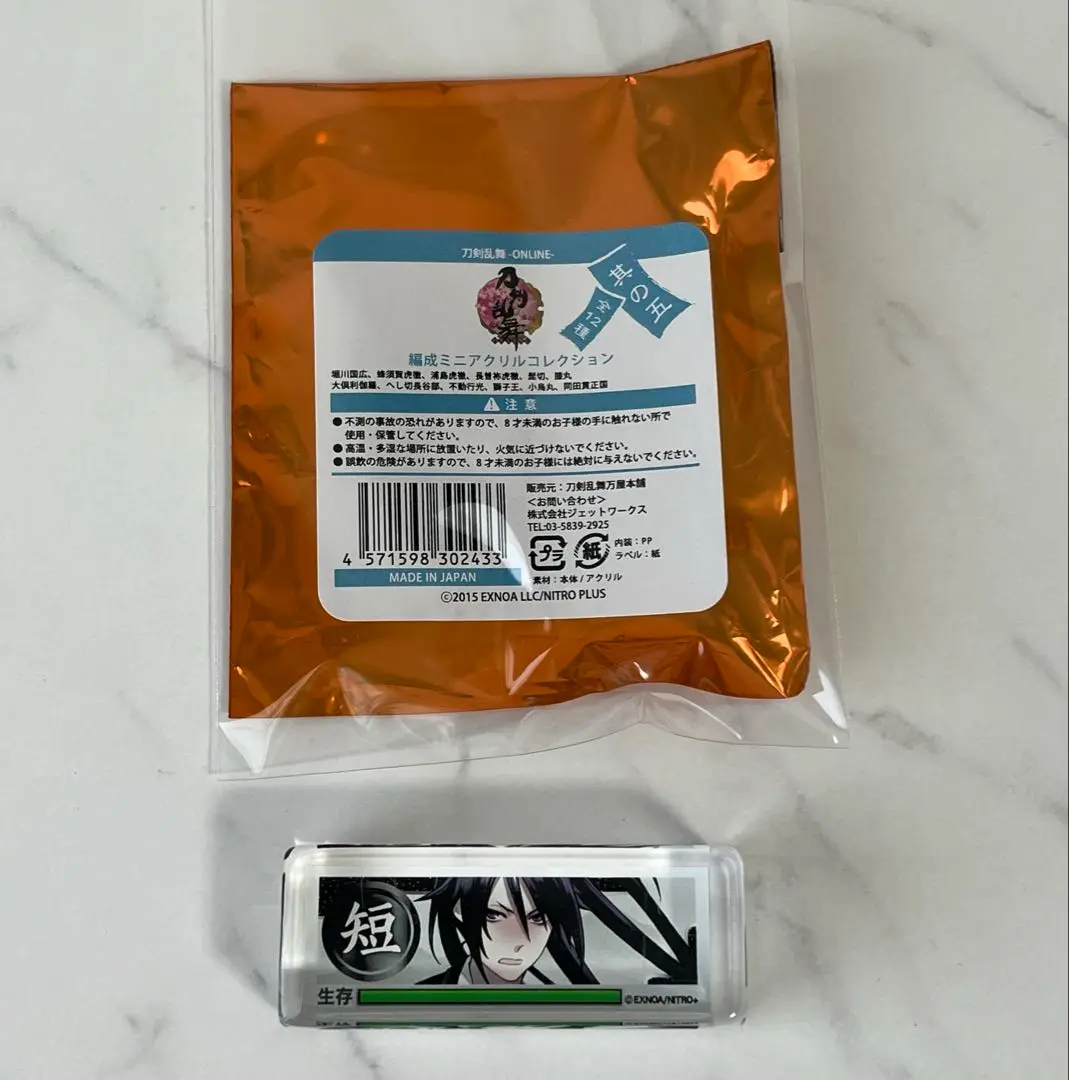 刀剣乱舞-ONLINE-
刀剣乱舞
其の五
全12種
編成ミニアクリルコレクション
堀川国広、蜂須賀虎徹、浦島虎徹、長曽祢虎徹、髭切、膝丸
大倶利伽羅、へし切長谷部、不動行光、獅子王、小烏丸、同田貫正国
注意
●不測の事故の恐れがありますので、8才未満のお子様の手に触れない所で
使用・保管してください。
●高温・多湿な場所に放置いたり、火気に近づけないでください。
●誤飲の危険がありますので、8才未満のお子様には絶対に与えないでください。
販売元：刀剣乱舞万屋本舗
＜お問い合わせ＞
株式会社ジェットワークス
TEL:03-5839-2925
プラ
紙
内装：PP
ラベル：紙
4 571598 302433
素材：本体/アクリル
MADE IN JAPAN
©2015 EXNOA LLC/NITRO PLUS
短
生存
©EXNOA/NITRO+